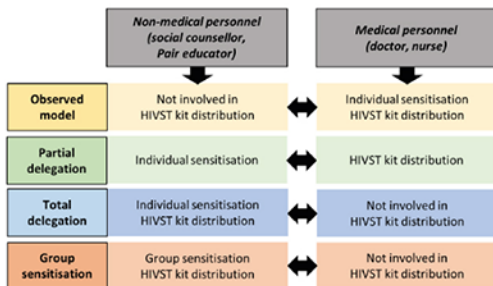 Non-medical personnel
(social counsellor,
Pair educator)
Medical personnel
(doctor, nurse)
Observed
model
Not involved in
HIVST kit distribution
Individual sensitisation
HIVST kit distribution
Partial
delegation
Individual sensitisation
HIVST kit distribution
Total
delegation
Individual sensitisation
HIVST kit distribution
Not involved in
HIVST kit distribution
Group
sensitisation
Group sensitisation
HIVST kit distribution
Not involved in
HIVST kit distribution